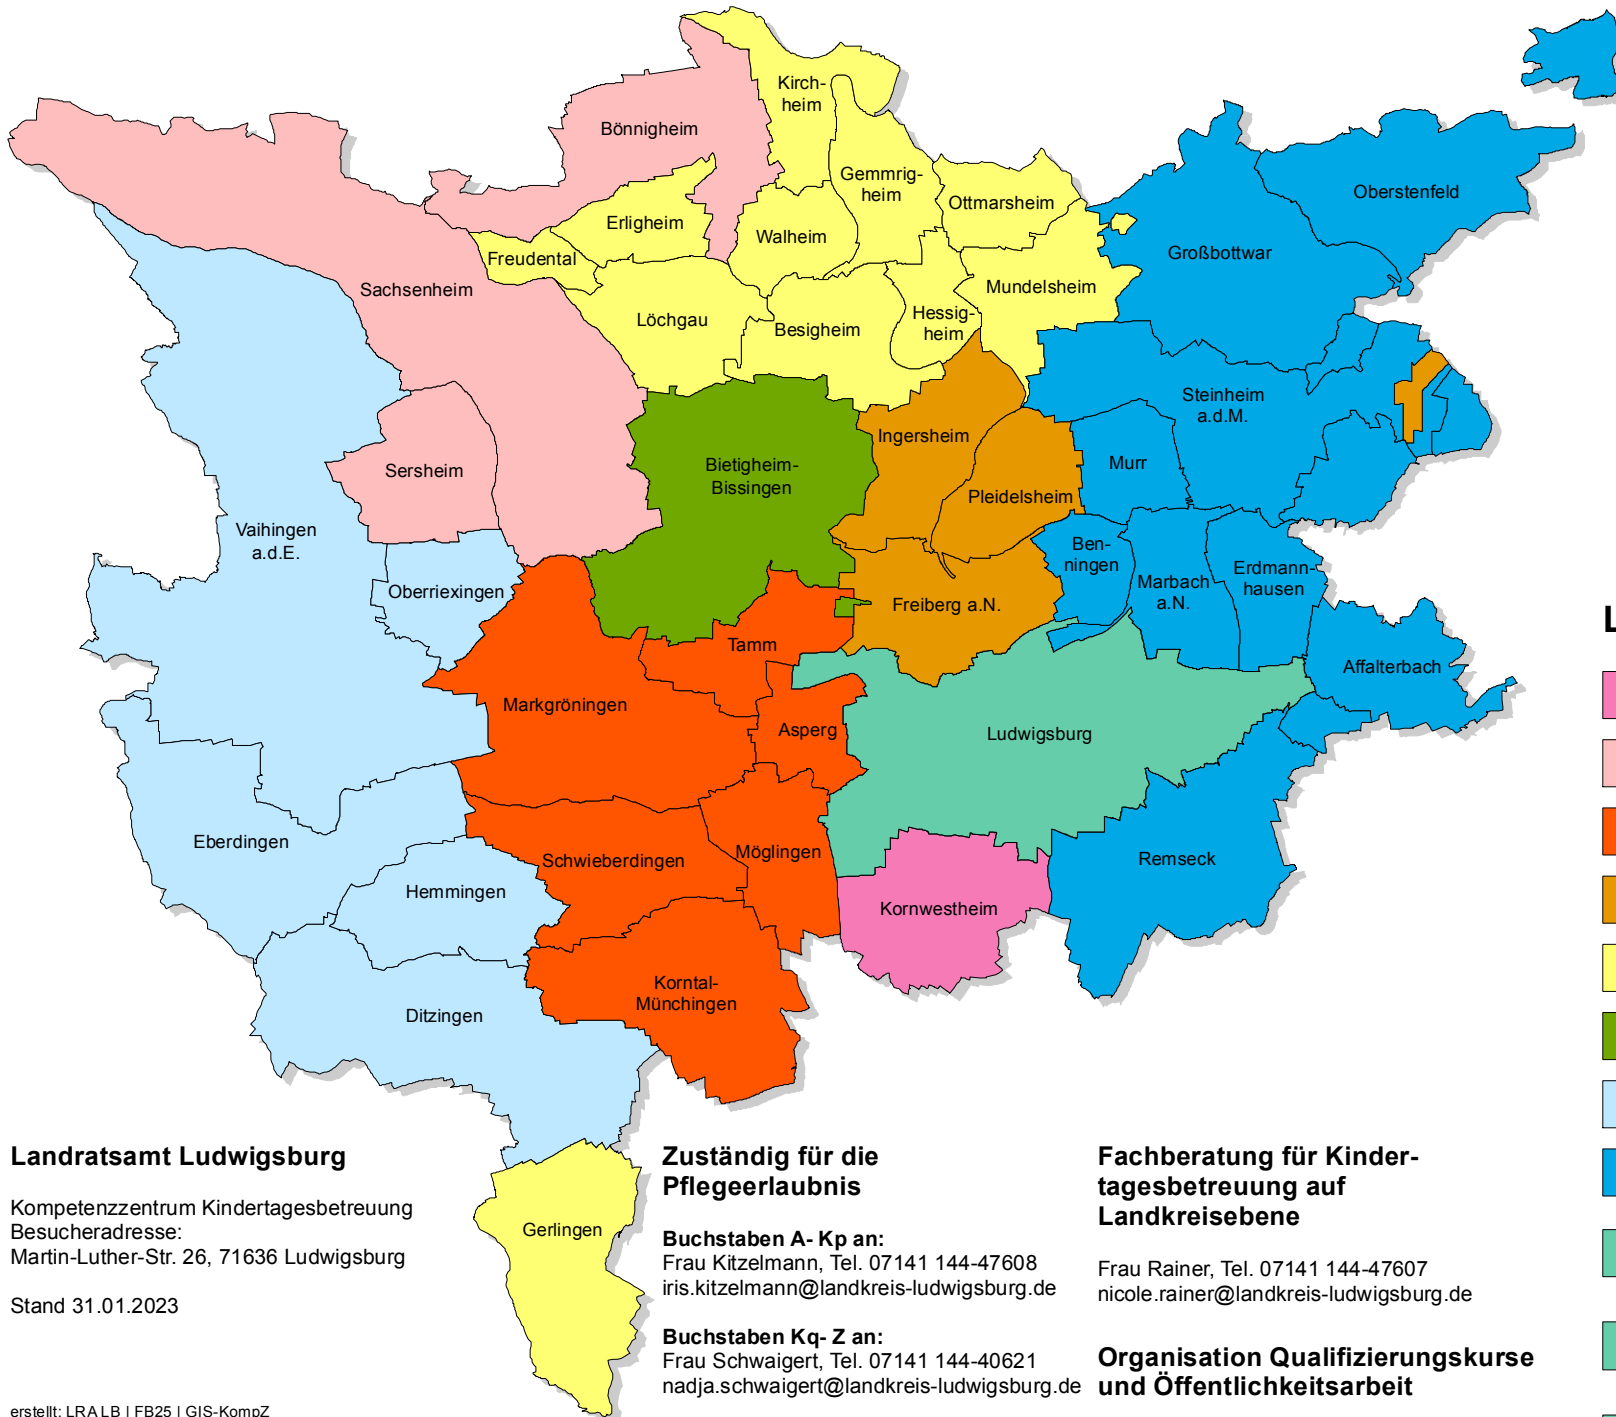 Kirch-
heim
Bönnigheim
Gemmrig-
heim
Oberstenfeld
Ottmarsheim
Erligheim
Walheim
Großbottwar
Freudental
Sachsenheim
Mundelsheim
Löchgau
Besigheim
Hessig-
heim
Steinheim
a.d.M.
Ingersheim
Bietigheim-
Bissingen
Murr
Sersheim
Pleidelsheim
Vaihingen
a.d.E.
Ben-
ningen
Marbach
a.N.
Erdmann-
hausen
Oberriexingen
Freiberg a.N.
Tamm
Affalterbach
Markgröningen
Asperg
Ludwigsburg
Eberdingen
Schwieberdingen
Möglingen
Remseck
Hemmingen
Kornwestheim
Korntal-
Münchingen
Ditzingen
Gerlingen
L
Landratsamt Ludwigsburg
Kompetenzzentrum Kindertagesbetreuung
Besucheradresse:
Martin-Luther-Str. 26, 71636 Ludwigsburg
Stand 31.01.2023
erstellt: LRA LB | FB25 | GIS-KompZ
Zuständig für die
Pflegeerlaubnis
Buchstaben A- Kp an:
Frau Kitzelmann, Tel. 07141 144-47608
iris.kitzelmann@landkreis-ludwigsburg.de
Buchstaben Kq- Z an:
Frau Schwaigert, Tel. 07141 144-40621
nadja.schwaigert@landkreis-ludwigsburg.de
Fachberatung für Kinder-
tagesbetreuung auf
Landkreisebene
Frau Rainer, Tel. 07141 144-47607
nicole.rainer@landkreis-ludwigsburg.de
Organisation Qualifizierungskurse
und Öffentlichkeitsarbeit